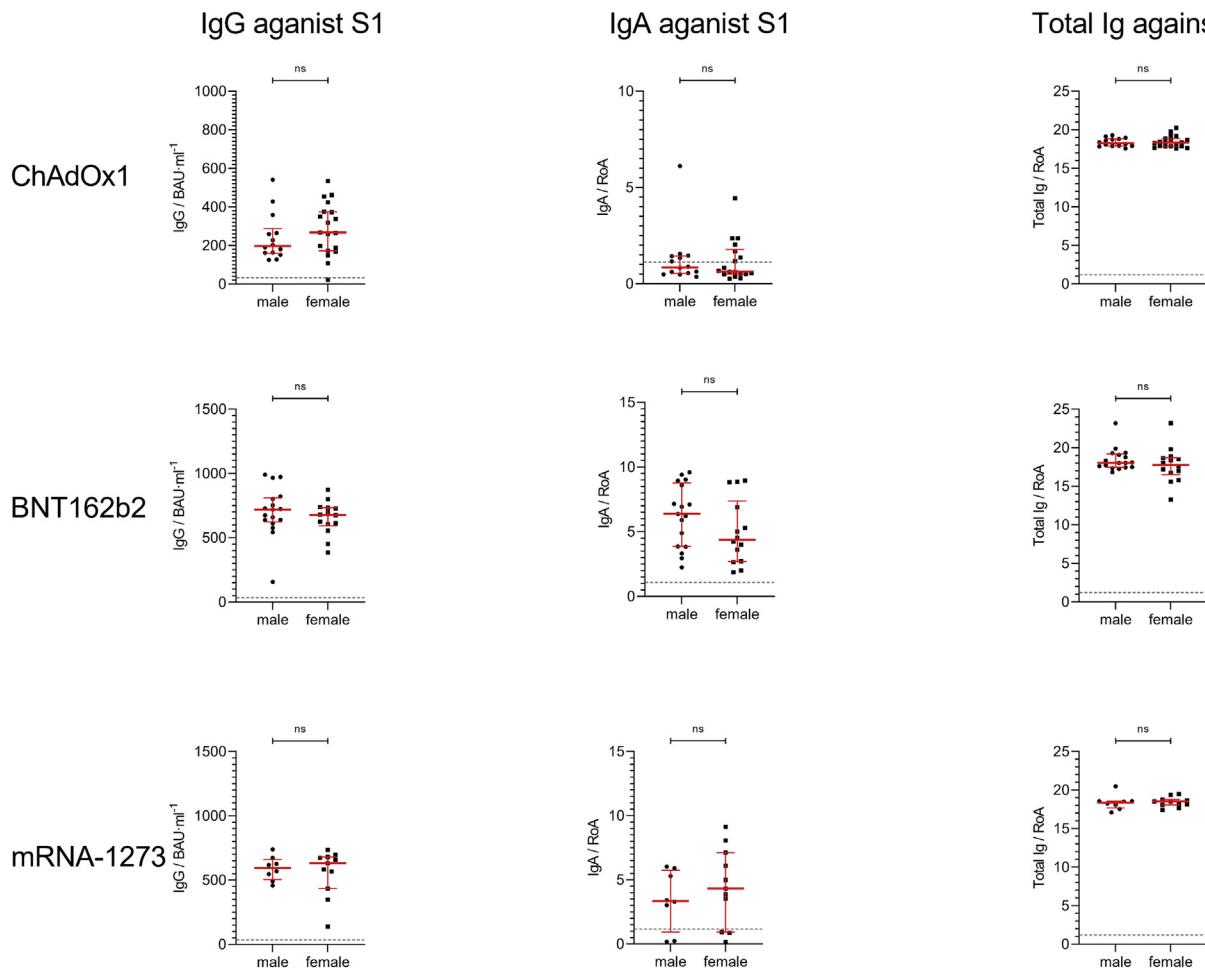 IgG aganist S1
IgA aganist S1
Total Ig agains
ChAdOx1
ns
1000
800
600
400
200
0
IgG / BAU·ml⁻¹
male female
ns
10
5
0
IgA / RoA
male female
ns
25
20
15
10
5
0
Total Ig / RoA
male female
BNT162b2
ns
1500
1000
500
0
IgG / BAU·ml⁻¹
male female
ns
15
10
5
0
IgA / RoA
male female
ns
25
20
15
10
5
0
Total Ig / RoA
male female
mRNA-1273
ns
1500
1000
500
0
IgG / BAU·ml⁻¹
male female
ns
15
10
5
0
IgA / RoA
male female
ns
25
20
15
10
5
0
Total Ig / RoA
male female